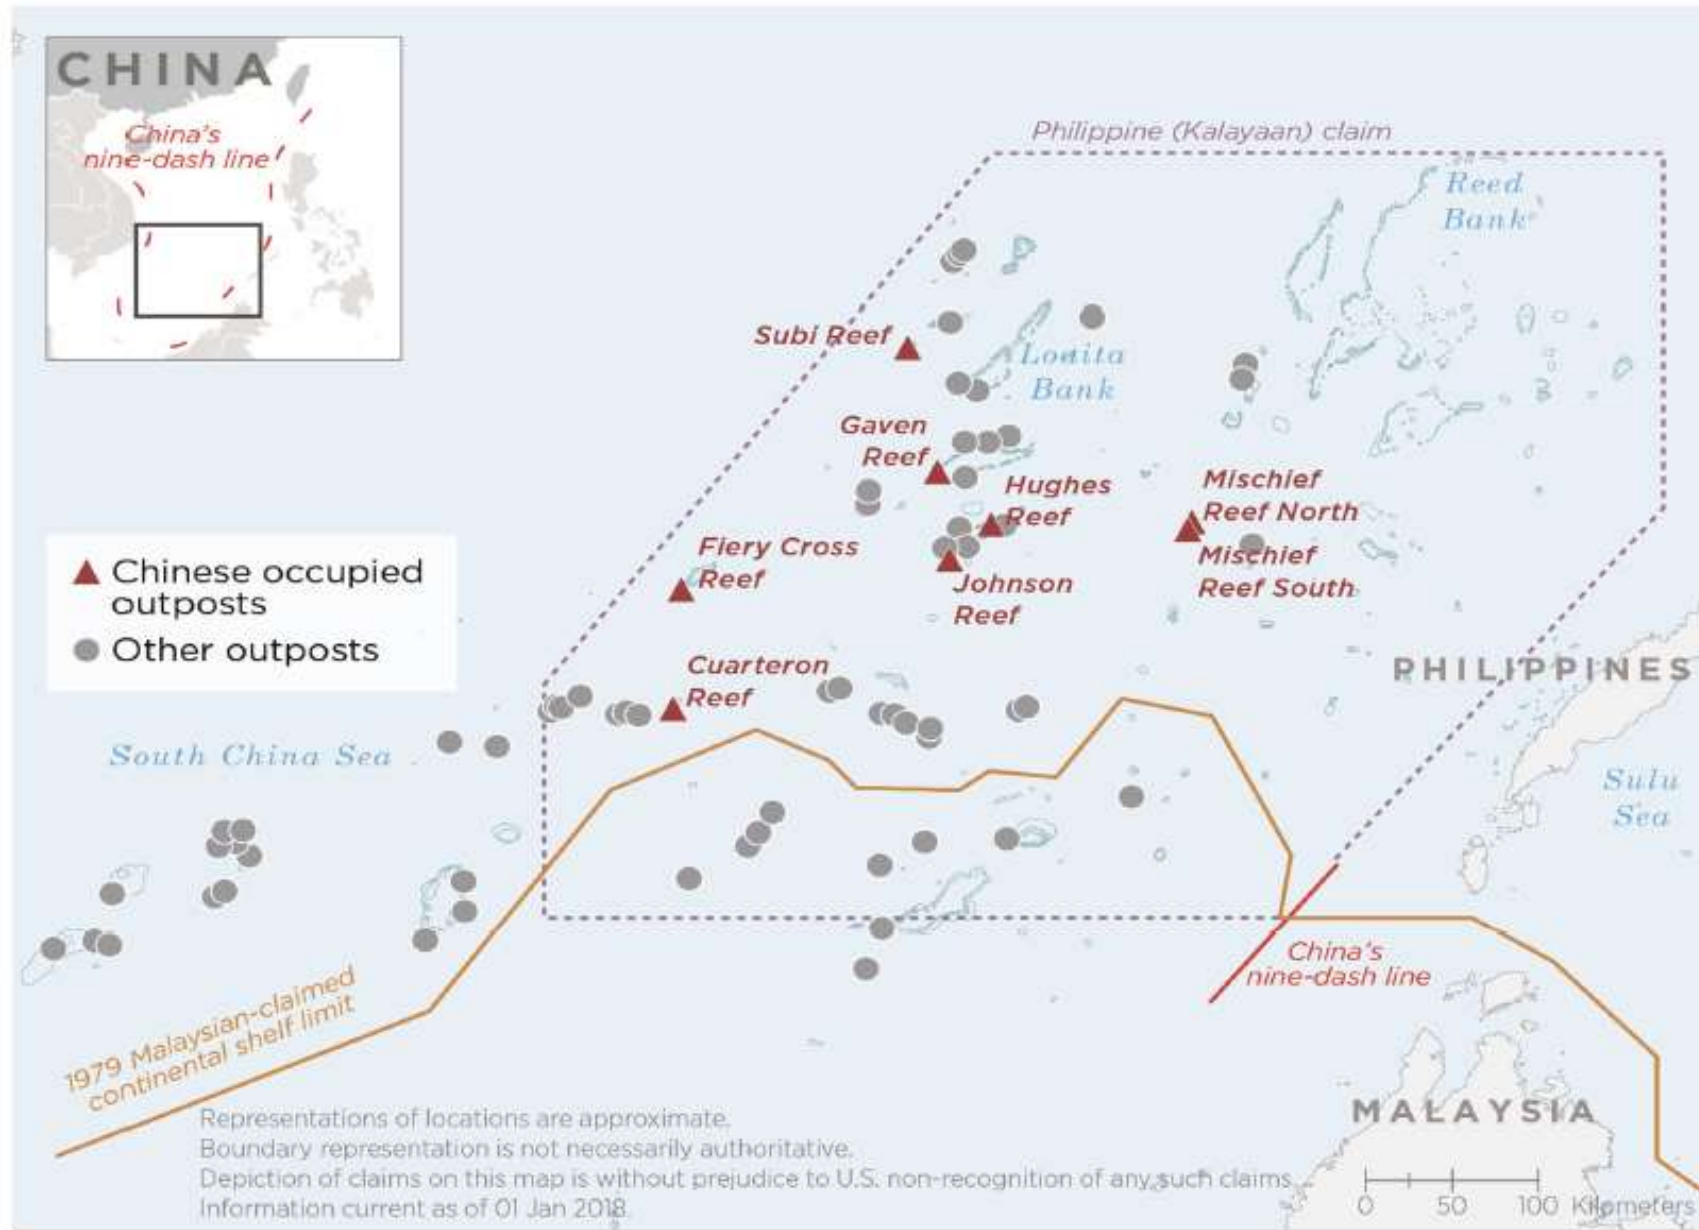 CHINA
China's
nine-dash line
Philippine (Kalayaan) claim
Reed
Bank
Subi Reef
Loaita
Bank
Gaven
Reef
Hughes
Reef
Mischief
Reef North
Mischief
Reef South
Fiery Cross
Reef
Johnson
Reef
Chinese occupied
outposts
Other outposts
Cuarteron
Reef
PHILIPPINES
South China Sea
Sulu
Sea
China's
nine-dash line
1979 Malaysian-claimed
continental shelf limit
MALAYSIA
Representations of locations are approximate.
Boundary representation is not necessarily authoritative.
Depiction of claims on this map is without prejudice to U.S. non-recognition of any such claims.
Information current as of 01 Jan 2018.
0 50 100 Kilometers